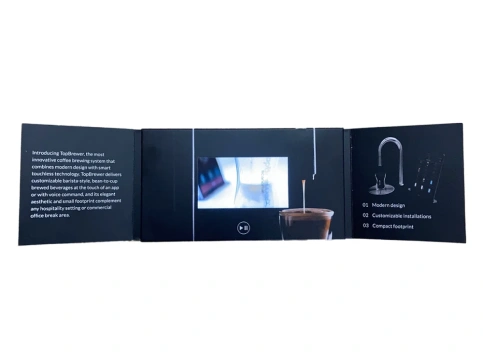 Introducing TopBrewer, the most
innovative coffee brewing system that
combines modern design with smart
touchless technology. TopBrewer delivers
customizable barista-style, bean-to-cup
brewed beverages at the touch of an app
or with voice command, and its elegant
aesthetic and small footprint complement
any hospitality setting or commercial
office break area.
01 Modern design
02 Customizable installations
03 Compact footprint